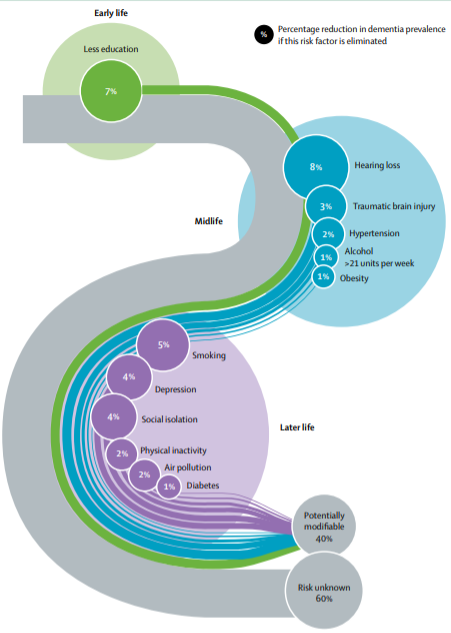 Early life
%
Percentage reduction in dementia prevalence
if this risk factor is eliminated
Less education
7%
8%
Hearing loss
3%
Traumatic brain injury
Midlife
2%
Hypertension
1%
Alcohol
>21 units per week
1%
Obesity
5%
Smoking
4%
Depression
4%
Social isolation
Later life
2%
Physical inactivity
2%
Air pollution
1%
Diabetes
Potentially
modifiable
40%
Risk unknown
60%